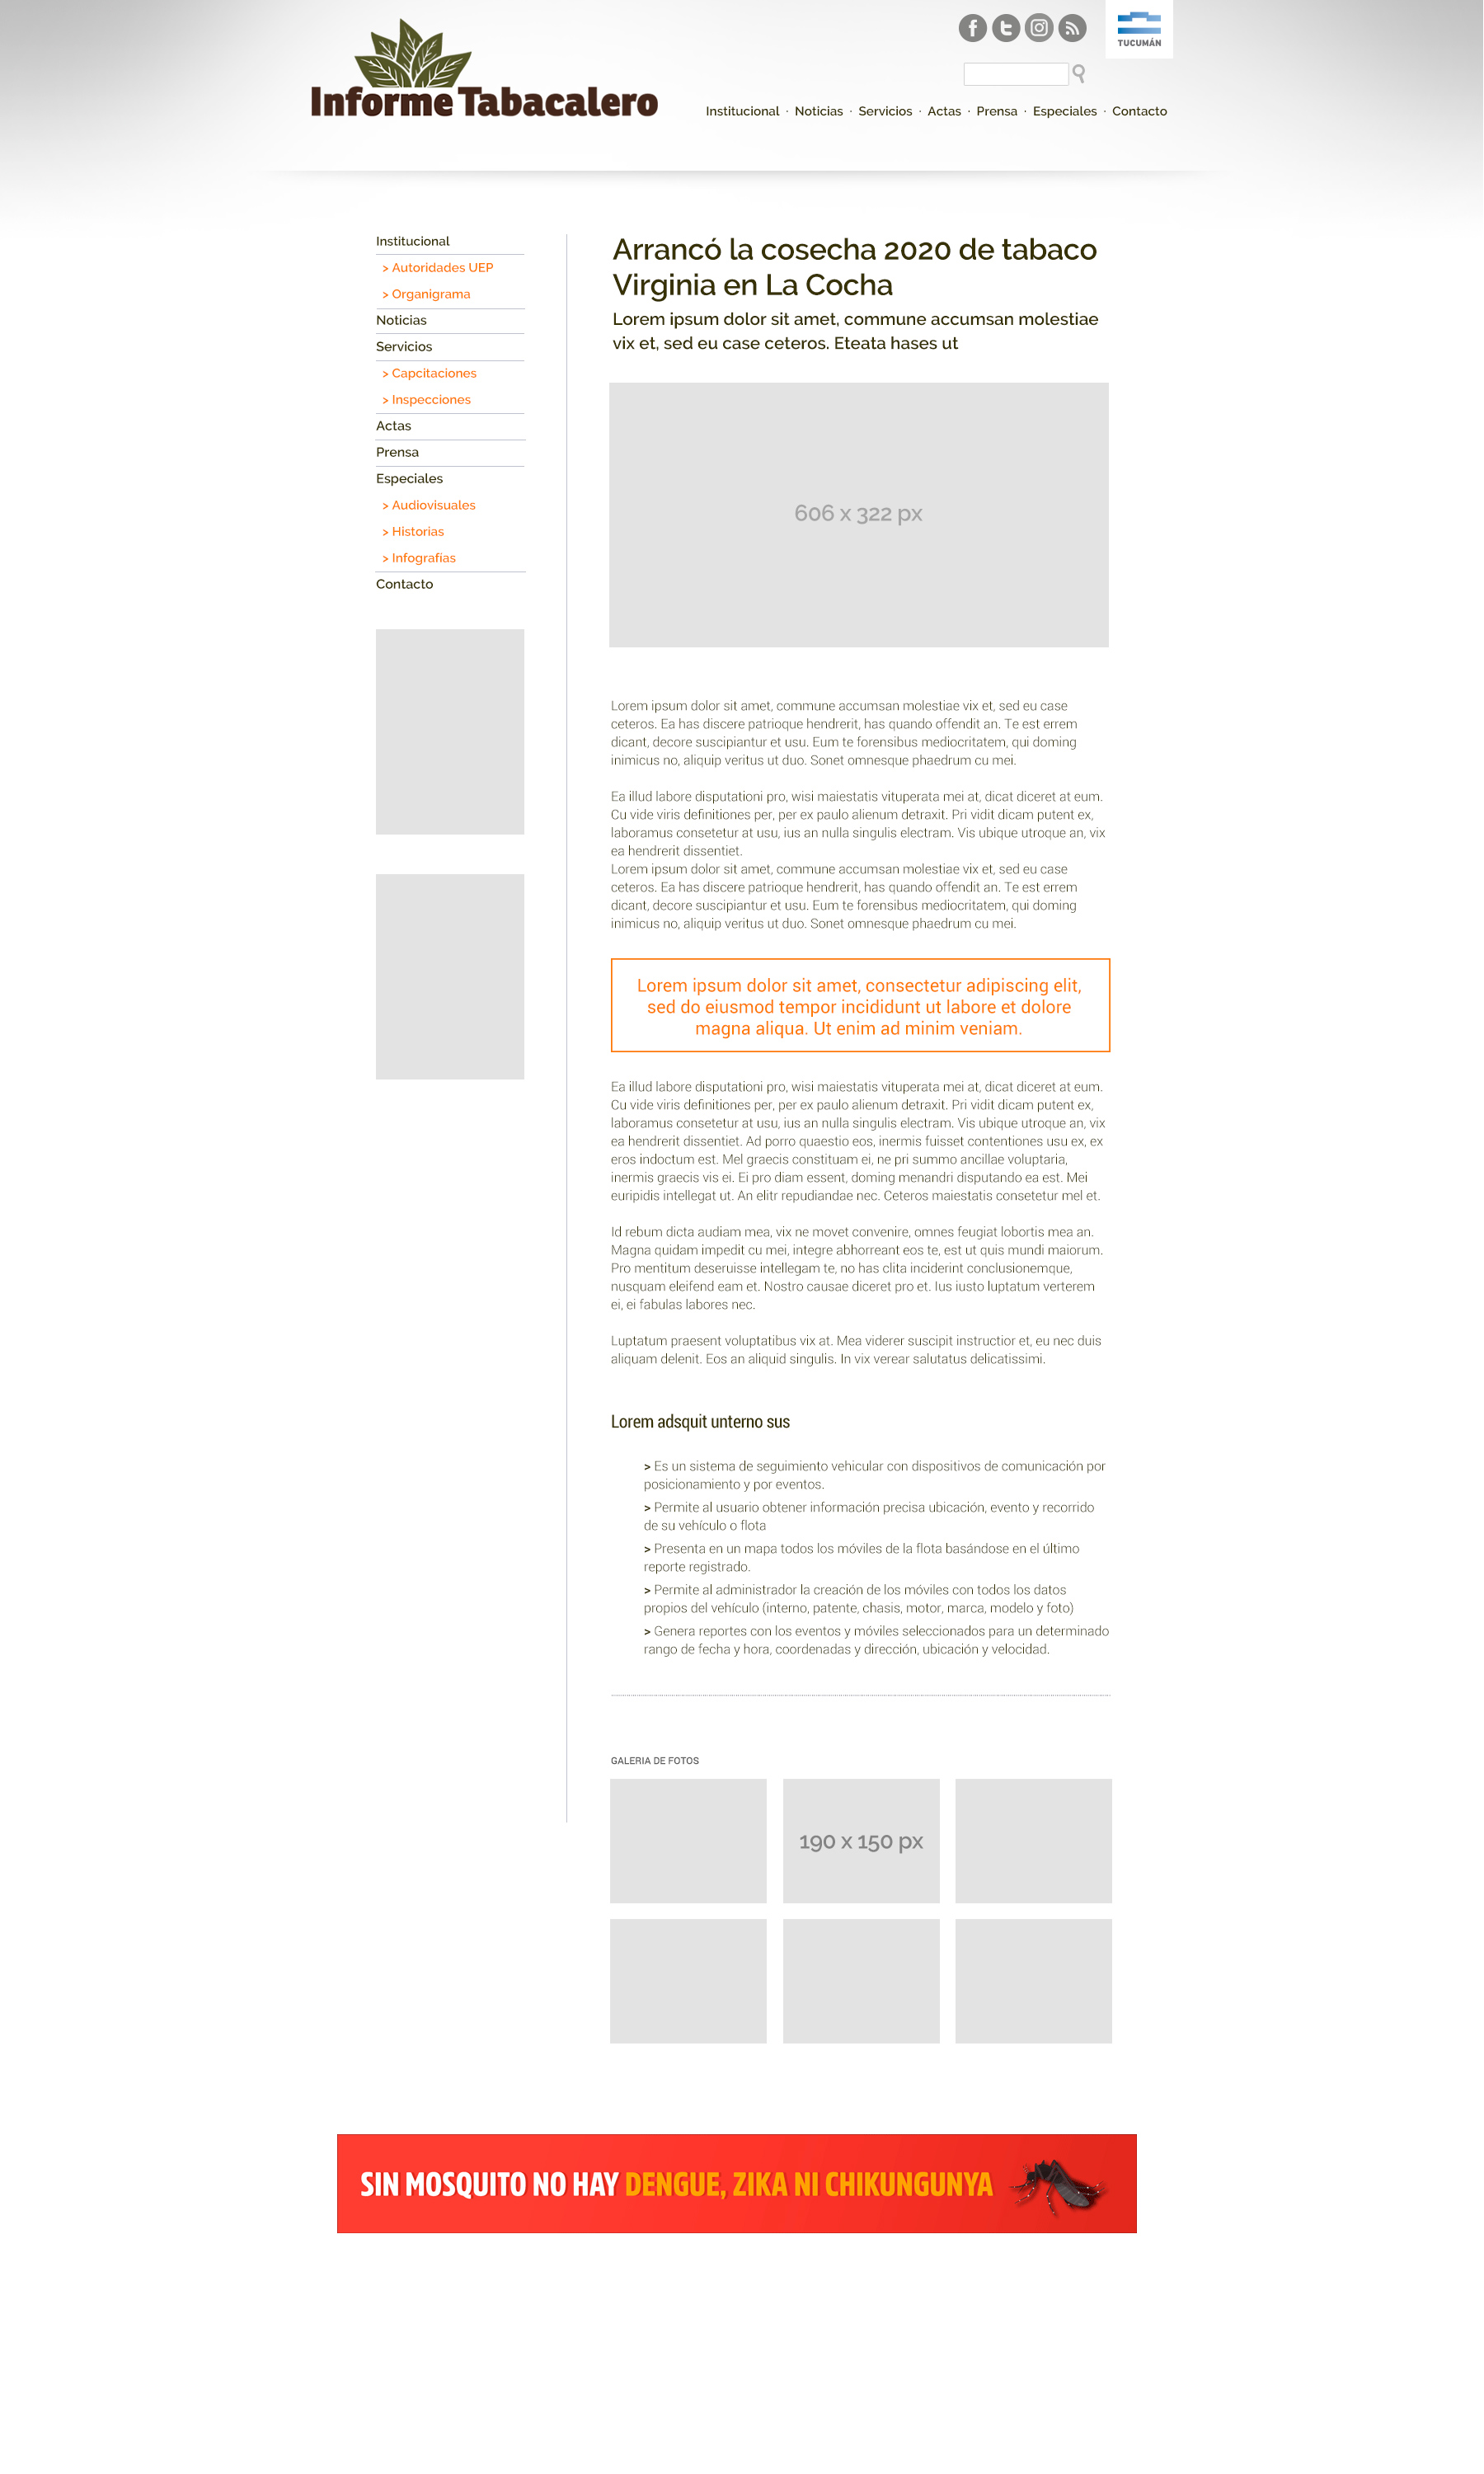 Informe Tabacalero
TUCUMÁN
Institucional · Noticias · Servicios · Actas · Prensa · Especiales · Contacto
Institucional
> Autoridades UEP
> Organigrama
Noticias
Servicios
> Capcitaciones
> Inspecciones
Actas
Prensa
Especiales
> Audiovisuales
> Historias
> Infografías
Contacto
Arrancó la cosecha 2020 de tabaco
Virginia en La Cocha
Lorem ipsum dolor sit amet, commune accumsan molestiae
vix et, sed eu case ceteros. Eteata hases ut
606 x 322 px
Lorem ipsum dolor sit amet, commune accumsan molestiae vix et, sed eu case
ceteros. Ea has discere patrioque hendrerit, has quando offendit an. Te est errem
dicant, decore suscipiantur et usu. Eum te forensibus mediocritatem, qui doming
inimicus no, aliquip veritus ut duo. Sonet omnesque phaedrum cu mei.
Ea illud labore disputationi pro, wisi maiestatis vituperata mei at, dicat diceret at eum.
Cu vide viris definitiones per, per ex paulo alienum detraxit. Pri vidit dicam putent ex,
laboramus consetetur at usu, ius an nulla singulis electram. Vis ubique utroque an, vix
ea hendrerit dissentiet.
Lorem ipsum dolor sit amet, commune accumsan molestiae vix et, sed eu case
ceteros. Ea has discere patrioque hendrerit, has quando offendit an. Te est errem
dicant, decore suscipiantur et usu. Eum te forensibus mediocritatem, qui doming
inimicus no, aliquip veritus ut duo. Sonet omnesque phaedrum cu mei.
Lorem ipsum dolor sit amet, consectetur adipiscing elit,
sed do eiusmod tempor incididunt ut labore et dolore
magna aliqua. Ut enim ad minim veniam.
Ea illud labore disputationi pro, wisi maiestatis vituperata mei at, dicat diceret at eum.
Cu vide viris definitiones per, per ex paulo alienum detraxit. Pri vidit dicam putent ex,
laboramus consetetur at usu, ius an nulla singulis electram. Vis ubique utroque an, vix
ea hendrerit dissentiet. Ad porro quaestio eos, inermis fuisset contentiones usu ex, ex
eros indoctum est. Mel graecis constituam ei, ne pri summo ancillae voluptaria,
inermis graecis vis ei. Ei pro diam essent, doming menandri disputando ea est. Mei
euripidis intellegat ut. An elitr repudiandae nec. Ceteros maiestatis consetetur mel et.
Id rebum dicta audiam mea, vix ne movet convenire, omnes feugiat lobortis mea an.
Magna quidam impedit cu mei, integre abhorreant eos te, est ut quis mundi maiorum.
Pro mentitum deseruisse intellegam te, no has clita inciderint conclusionemque,
nusquam eleifend eam et. Nostro causae diceret pro et. Ius iusto luptatum verterem
ei, ei fabulas labores nec.
Luptatum praesent voluptatibus vix at. Mea viderer suscipit instructior et, eu nec duis
aliquam delenit. Eos an aliquid singulis. In vix verear salutatus delicatissimi.
Lorem adsquit unterno sus
> Es un sistema de seguimiento vehicular con dispositivos de comunicación por
posicionamiento y por eventos.
> Permite al usuario obtener información precisa ubicación, evento y recorrido
de su vehículo o flota
> Presenta en un mapa todos los móviles de la flota basándose en el último
reporte registrado.
> Permite al administrador la creación de los móviles con todos los datos
propios del vehículo (interno, patente, chasis, motor, marca, modelo y foto)
> Genera reportes con los eventos y móviles seleccionados para un determinado
rango de fecha y hora, coordenadas y dirección, ubicación y velocidad.
GALERIA DE FOTOS
190 x 150 px
SIN MOSQUITO NO HAY DENGUE, ZIKA NI CHIKUNGUNYA